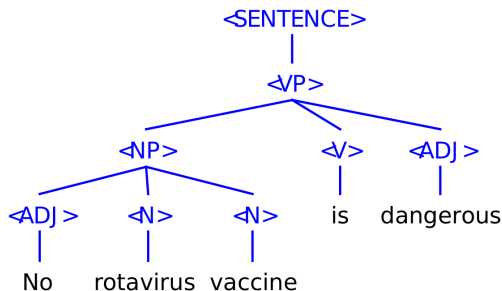 <SENTENCE>
<VP>
<NP> <V> <ADJ>
<ADJ> <N> <N> is dangerous
No rotavirus vaccine